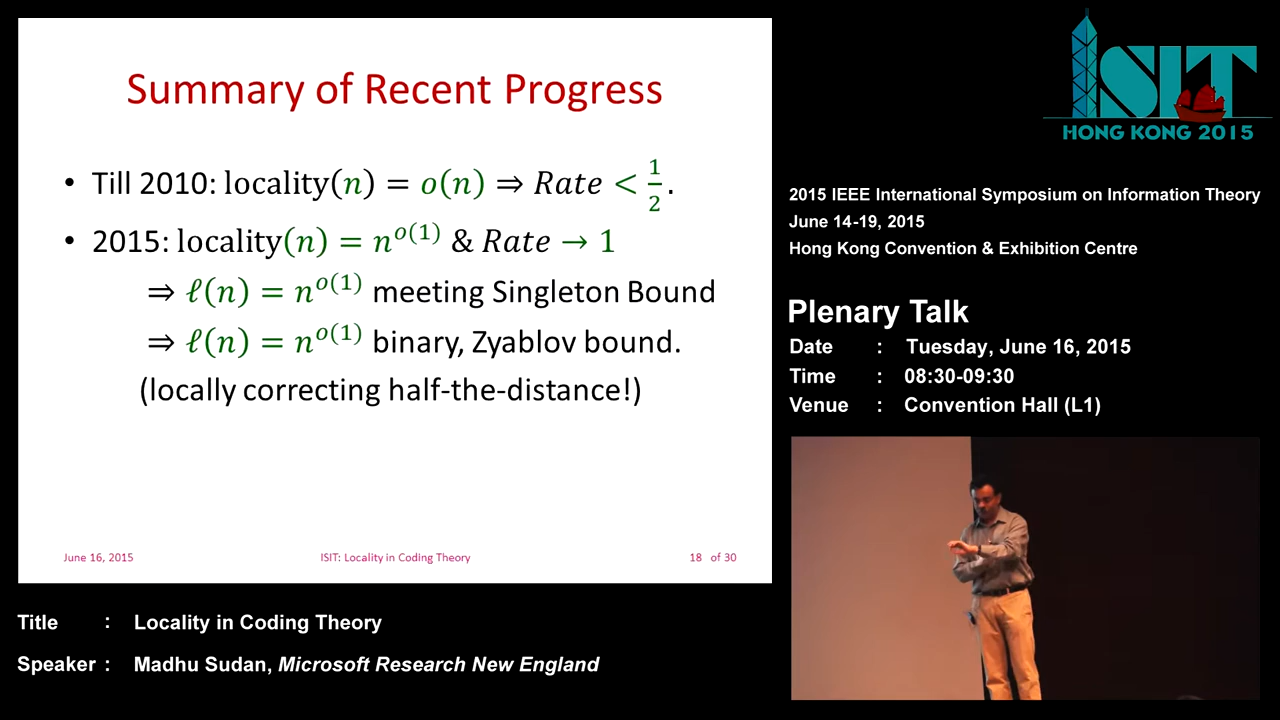 Summary of Recent Progress
• Till 2010: locality(n) = o(n) ⇒ Rate < 1/2.
• 2015: locality(n) = n^{o(1)} & Rate → 1
⇒ ℓ(n) = n^{o(1)} meeting Singleton Bound
⇒ ℓ(n) = n^{o(1)} binary, Zyablov bound.
(locally correcting half-the-distance!)
June 16, 2015 ISIT: Locality in Coding Theory 18 of 30
ISIT
HONG KONG 2015
2015 IEEE International Symposium on Information Theory
June 14-19, 2015
Hong Kong Convention & Exhibition Centre
Plenary Talk
Date : Tuesday, June 16, 2015
Time : 08:30-09:30
Venue : Convention Hall (L1)
Title : Locality in Coding Theory
Speaker : Madhu Sudan, Microsoft Research New England